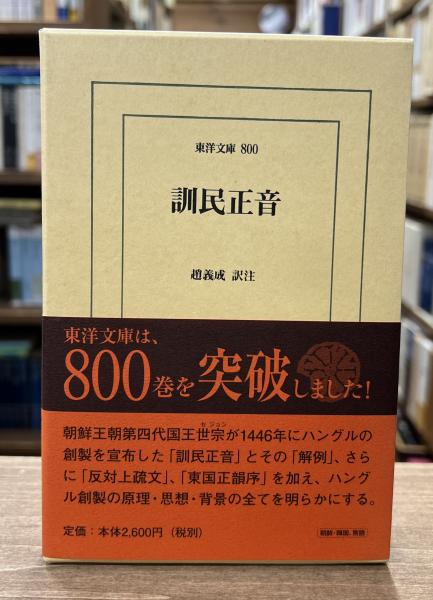 東洋文庫 800
訓民正音
趙義成 訳注
東洋文庫は、
800巻を突破しました!
朝鮮王朝第四代国王世宗が1446年にハングルの
セジョン
創製を宣布した「訓民正音」とその「解例」、さら
に「反対上疏文」、「東国正韻序」を加え、ハング
ル創製の原理・思想・背景の全てを明らかにする。
定価:本体2,600円(税別)
朝鮮・韓国、言語